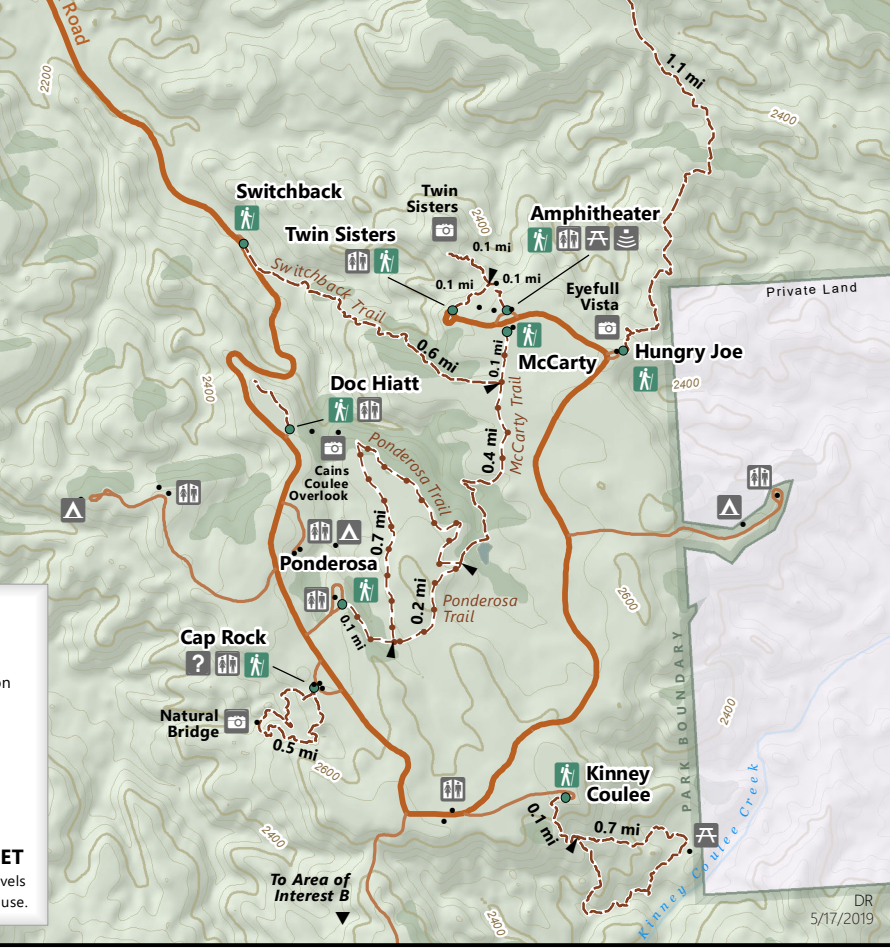 Road
2200
1.1 mi
2400
Switchback
Twin
Sisters
2400
Amphitheater
Twin Sisters
0.1 mi
0.1 mi
0.1 mi
Switchback Trail
Eyefull
Vista
Private Land
McCarty
Hungry Joe
2400
0.6 mi
0.1 mi
McCarty Trail
2400
Doc Hiatt
Cains
Coulee
Overlook
Ponderosa Trail
0.4 mi
0.7 mi
Ponderosa
0.2 mi
Ponderosa
Trail
2600
0.1 mi
Cap Rock
?
PARK BOUNDARY
on
Natural
Bridge
0.5 mi
2600
2400
Kinney
Coulee
0.1 mi
0.7 mi
Kinney Coulee Creek
2400
ET
vels
use.
To Area of
Interest B
2400
DR
5/17/2019